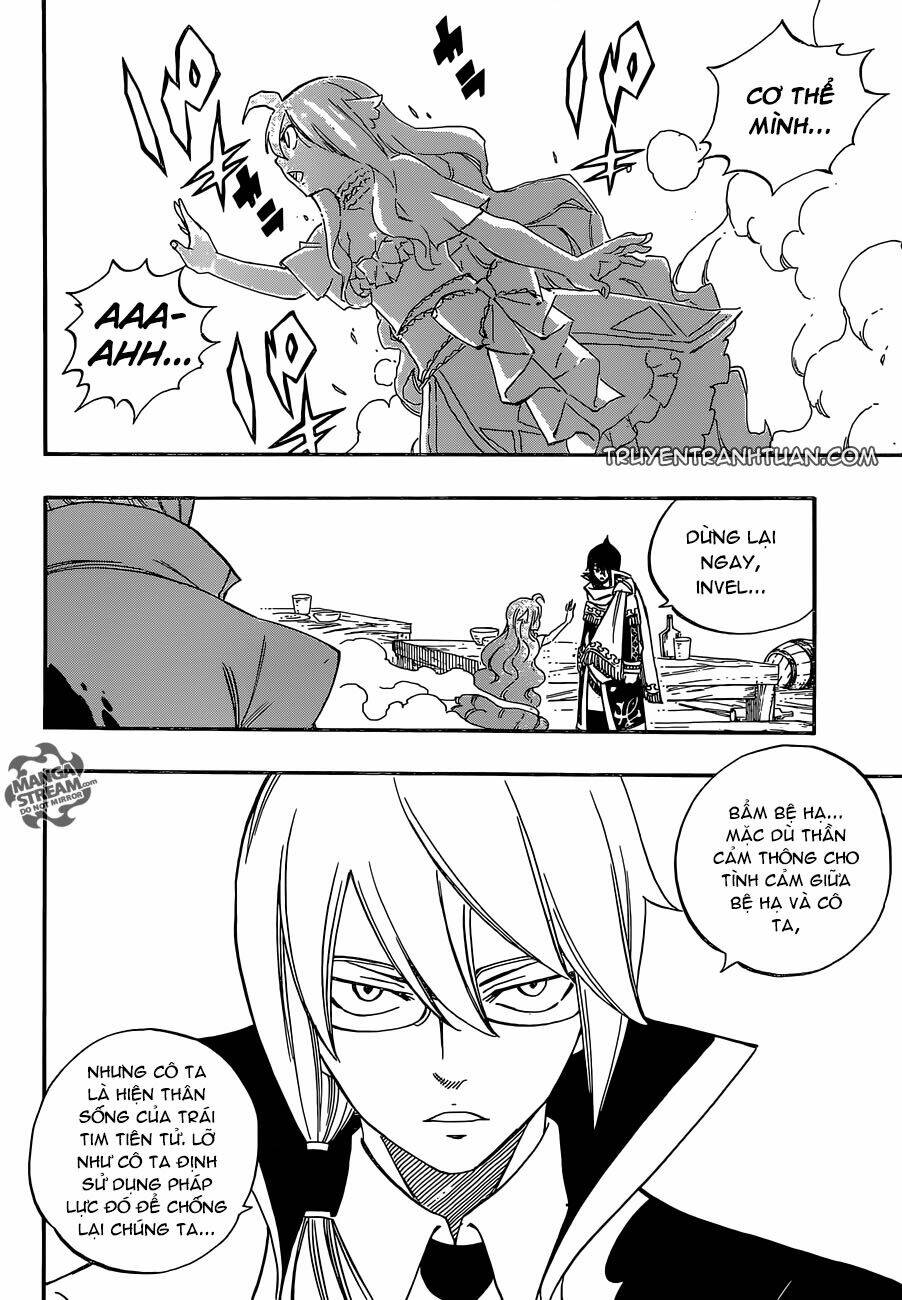 CƠ THỂ
MÌNH...
AAA-
AHH...
TRUYENTRANHTUAN.COM
DỪNG LẠI
NGAY,
INVEL...
MANGA
STREAM.com
DO NOT MIRROR
BẨM BỆ HẠ...
MẶC DÙ THẦN
CẢM THÔNG CHO
TÌNH CẢM GIỮA
BỆ HẠ VÀ CÔ
TA,
NHƯNG CÔ TA
LÀ HIỆN THÂN
SỐNG CỦA TRÁI
TIM TIÊN TỬ. LỠ
NHƯ CÔ TA ĐỊNH
SỬ DỤNG PHÁP
LỰC ĐÓ ĐỂ CHỐNG
LẠI CHÚNG TA...